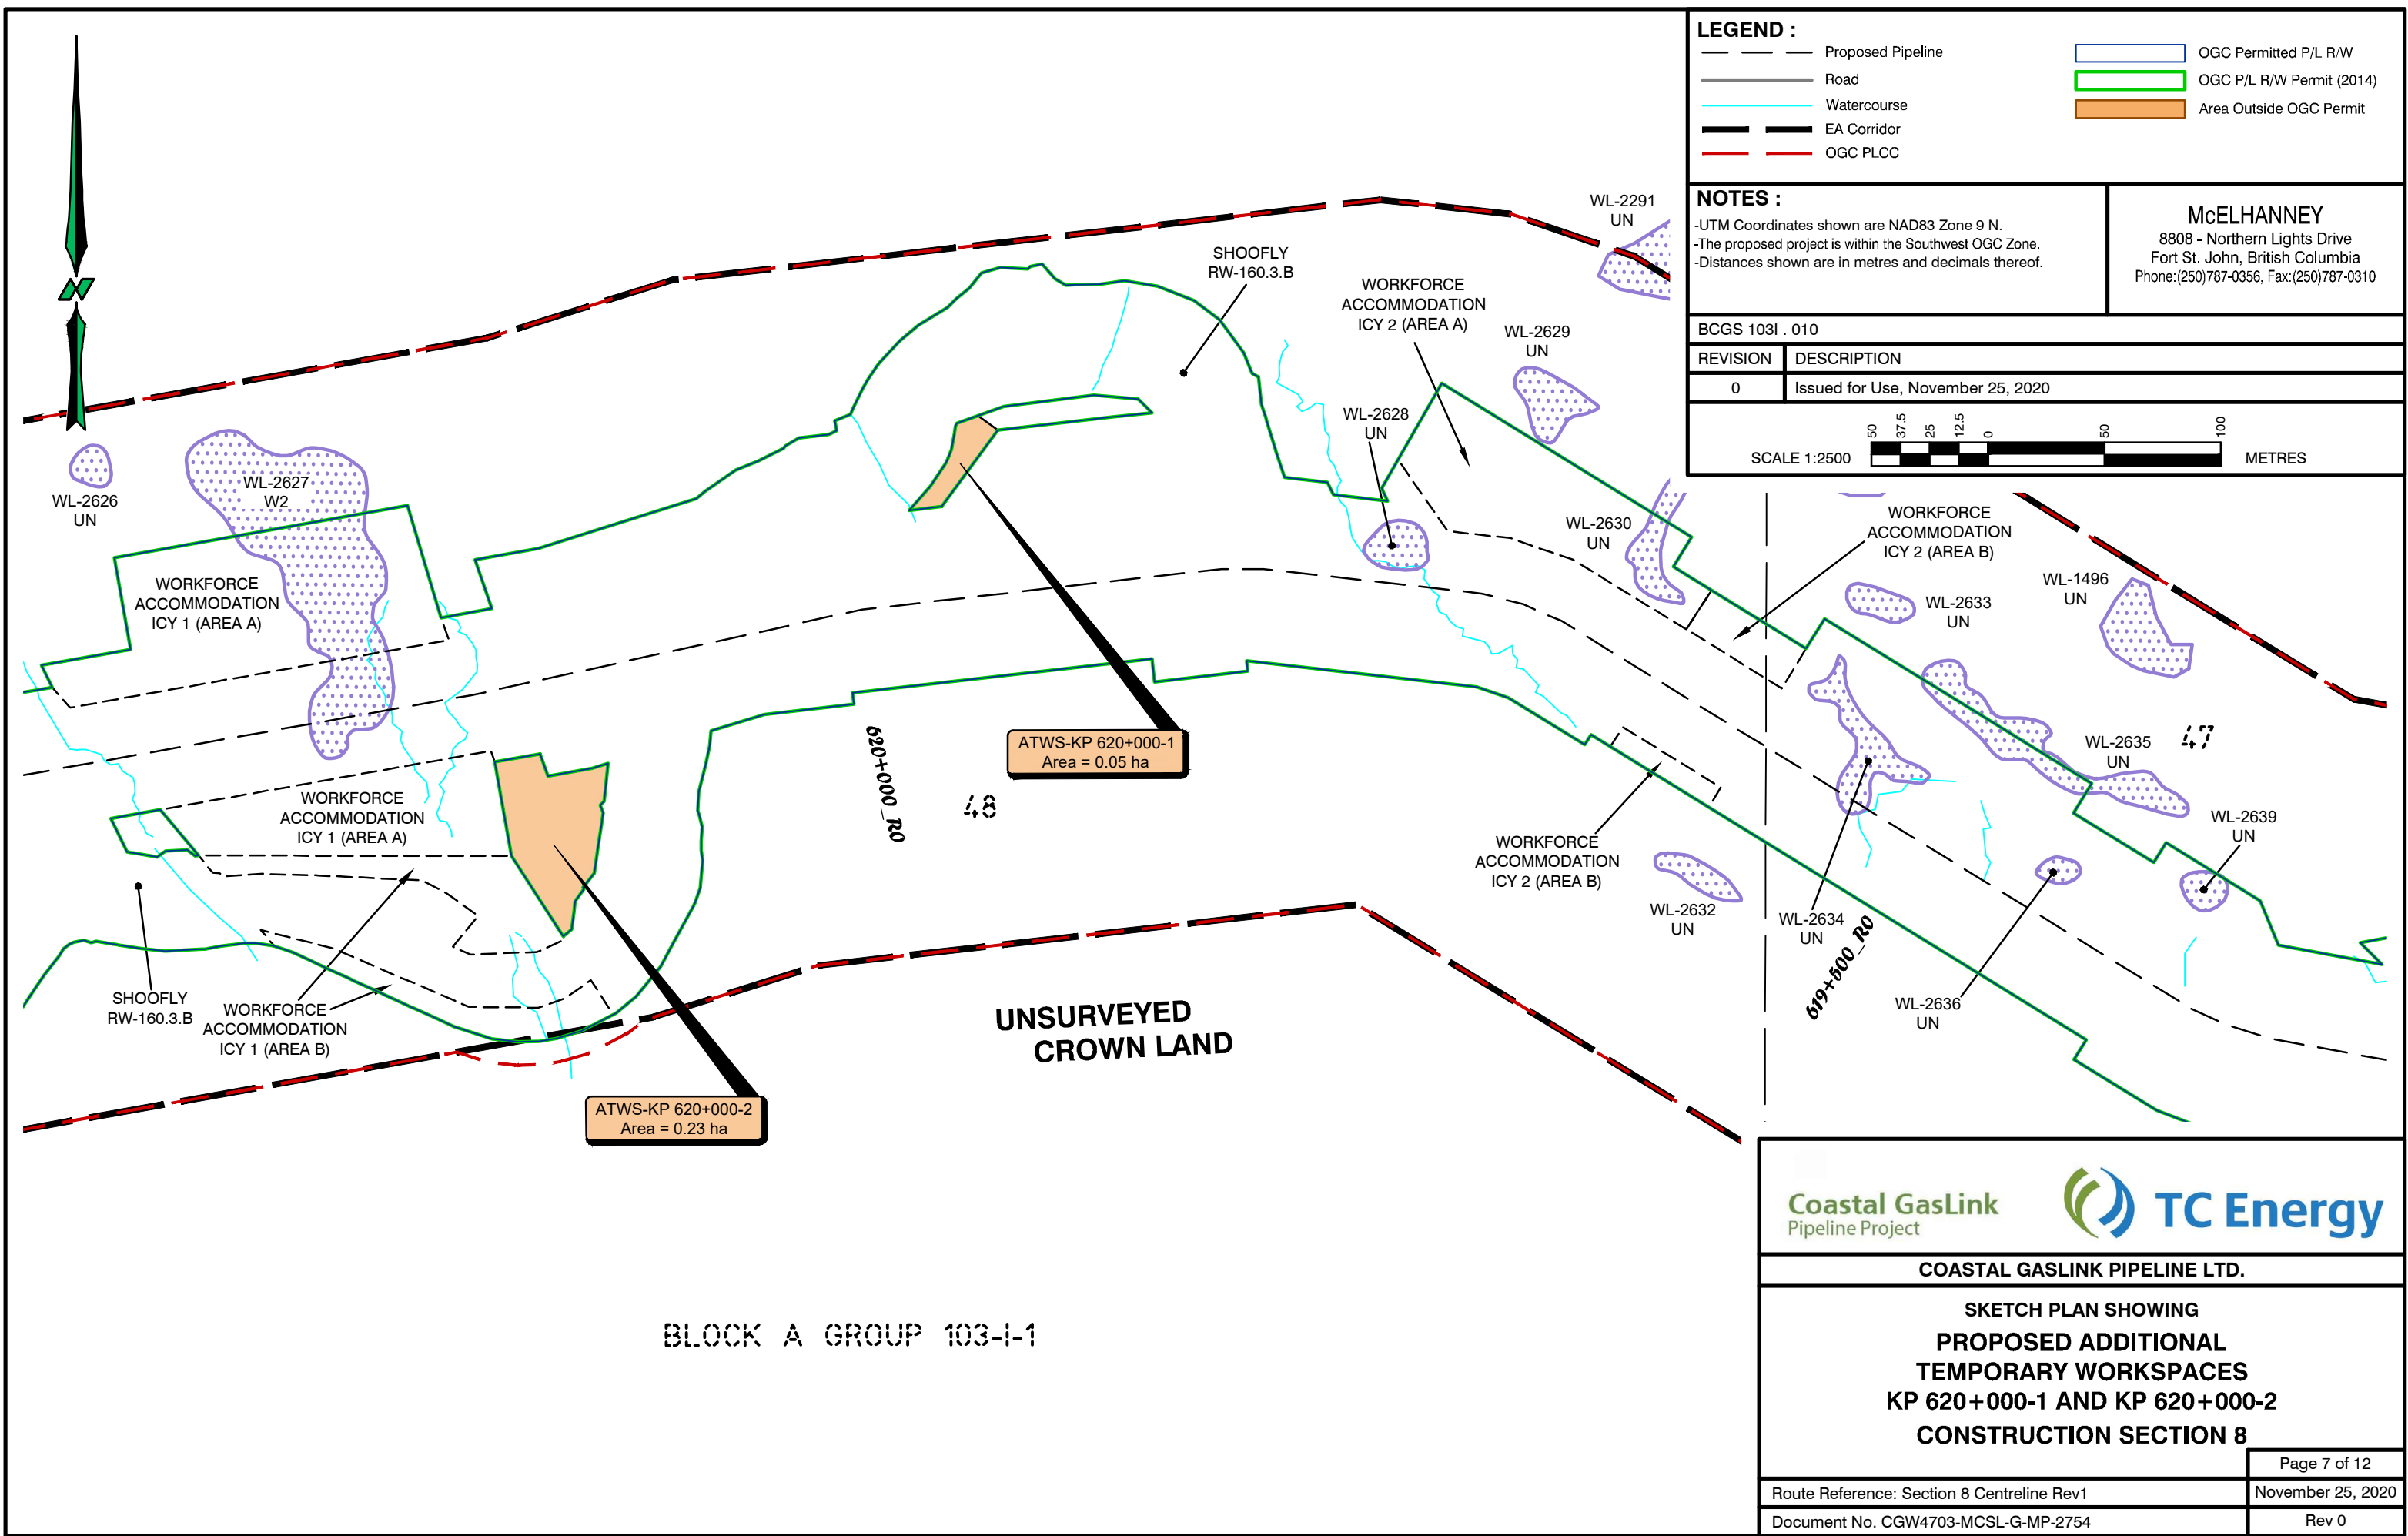 LEGEND :
Proposed Pipeline
Road
Watercourse
EA Corridor
OGC PLCC
OGC Permitted P/L R/W
OGC P/L R/W Permit (2014)
Area Outside OGC Permit
NOTES :
-UTM Coordinates shown are NAD83 Zone 9 N.
-The proposed project is within the Southwest OGC Zone.
-Distances shown are in metres and decimals thereof.
McELHANNEY
8808 - Northern Lights Drive
Fort St. John, British Columbia
Phone:(250)787-0356, Fax:(250)787-0310
BCGS 103I . 010
REVISION DESCRIPTION
0 Issued for Use, November 25, 2020
SCALE 1:2500
50 37.5 25 12.5 0 50 100
METRES
N
WL-2291
UN
SHOOFLY
RW-160.3.B
WORKFORCE
ACCOMMODATION
ICY 2 (AREA A)
WL-2629
UN
WL-2628
UN
WL-2626
UN
WL-2627
W2
WL-2630
UN
WORKFORCE
ACCOMMODATION
ICY 2 (AREA B)
WL-2633
UN
WL-1496
UN
WORKFORCE
ACCOMMODATION
ICY 1 (AREA A)
ATWS-KP 620+000-1
Area = 0.05 ha
620+000_R0
48
WL-2635
UN
47
WORKFORCE
ACCOMMODATION
ICY 1 (AREA A)
WORKFORCE
ACCOMMODATION
ICY 2 (AREA B)
WL-2639
UN
WL-2632
UN
WL-2634
UN
619+500_R0
WL-2636
UN
SHOOFLY
RW-160.3.B
WORKFORCE
ACCOMMODATION
ICY 1 (AREA B)
UNSURVEYED
CROWN LAND
ATWS-KP 620+000-2
Area = 0.23 ha
BLOCK A GROUP 103-I-1
Coastal GasLink
Pipeline Project
TC Energy
COASTAL GASLINK PIPELINE LTD.
SKETCH PLAN SHOWING
PROPOSED ADDITIONAL
TEMPORARY WORKSPACES
KP 620+000-1 AND KP 620+000-2
CONSTRUCTION SECTION 8
Page 7 of 12
Route Reference: Section 8 Centreline Rev1
November 25, 2020
Document No. CGW4703-MCSL-G-MP-2754
Rev 0